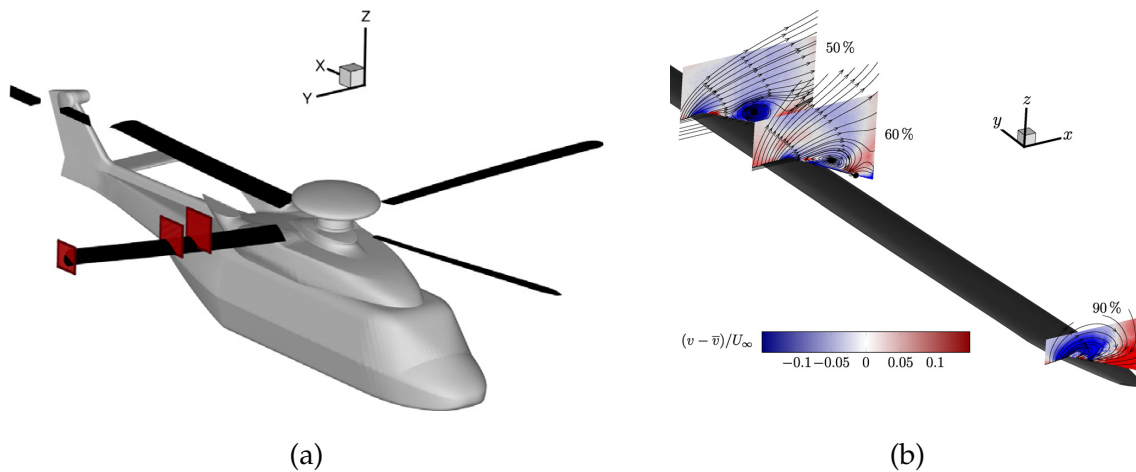 Z
X
Y
50 %
60 %
z
y
x
90 %
(v − v̅)/U∞
−0.1 −0.05 0 0.05 0.1
(a)
(b)